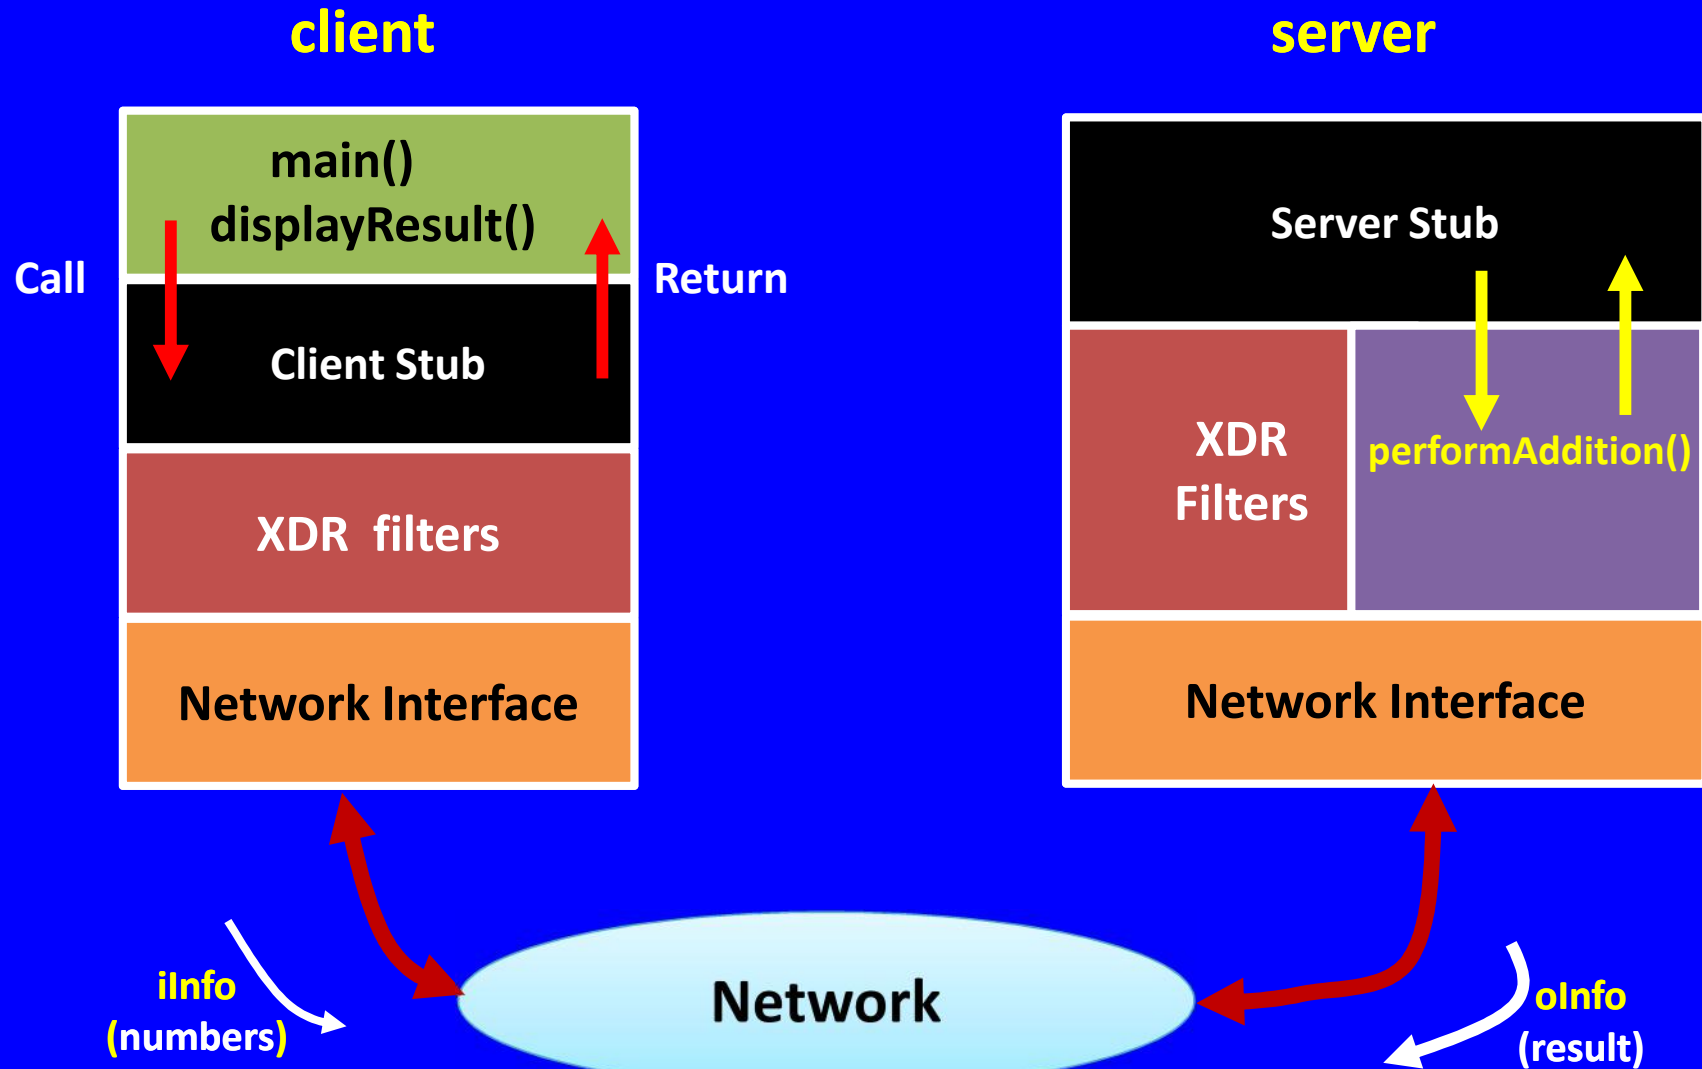 client
server
main()
displayResult()
Call
Return
Client Stub
XDR filters
Network Interface
Server Stub
XDR
Filters
performAddition()
Network Interface
iInfo
(numbers)
Network
oInfo
(result)